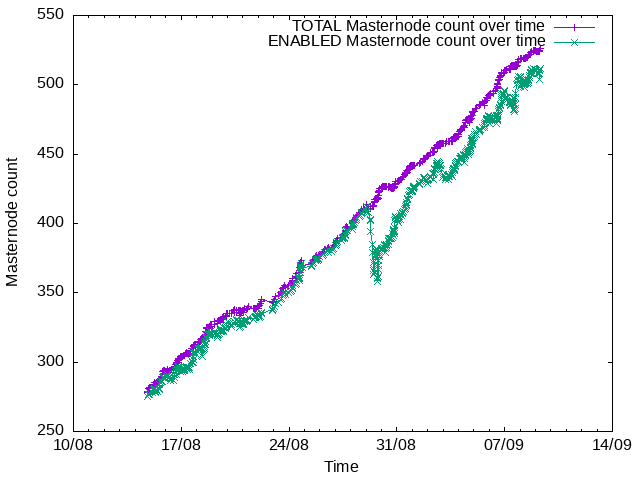 550
500
450
400
350
300
250
Masternode count
TOTAL Masternode count over time
ENABLED Masternode count over time
10/08 17/08 24/08 31/08 07/09 14/09
Time